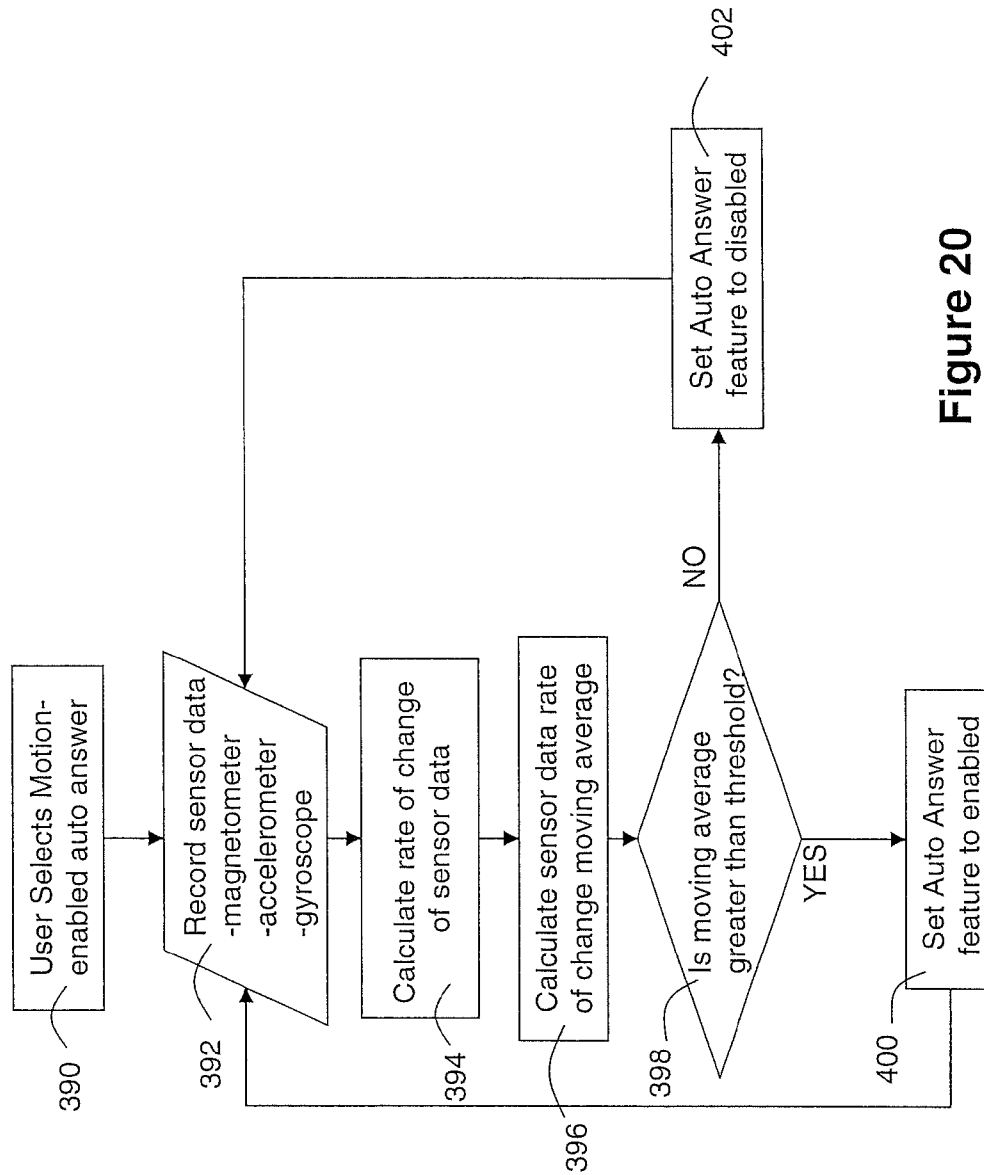 User Selects Motion-
enabled auto answer
390
Record sensor data
-magnetometer
-accelerometer
-gyroscope
392
Calculate rate of change
of sensor data
394
Calculate sensor data rate
of change moving average
396
Is moving average
greater than threshold?
398
NO
YES
Set Auto Answer
feature to disabled
402
Set Auto Answer
feature to enabled
400
Figure 20